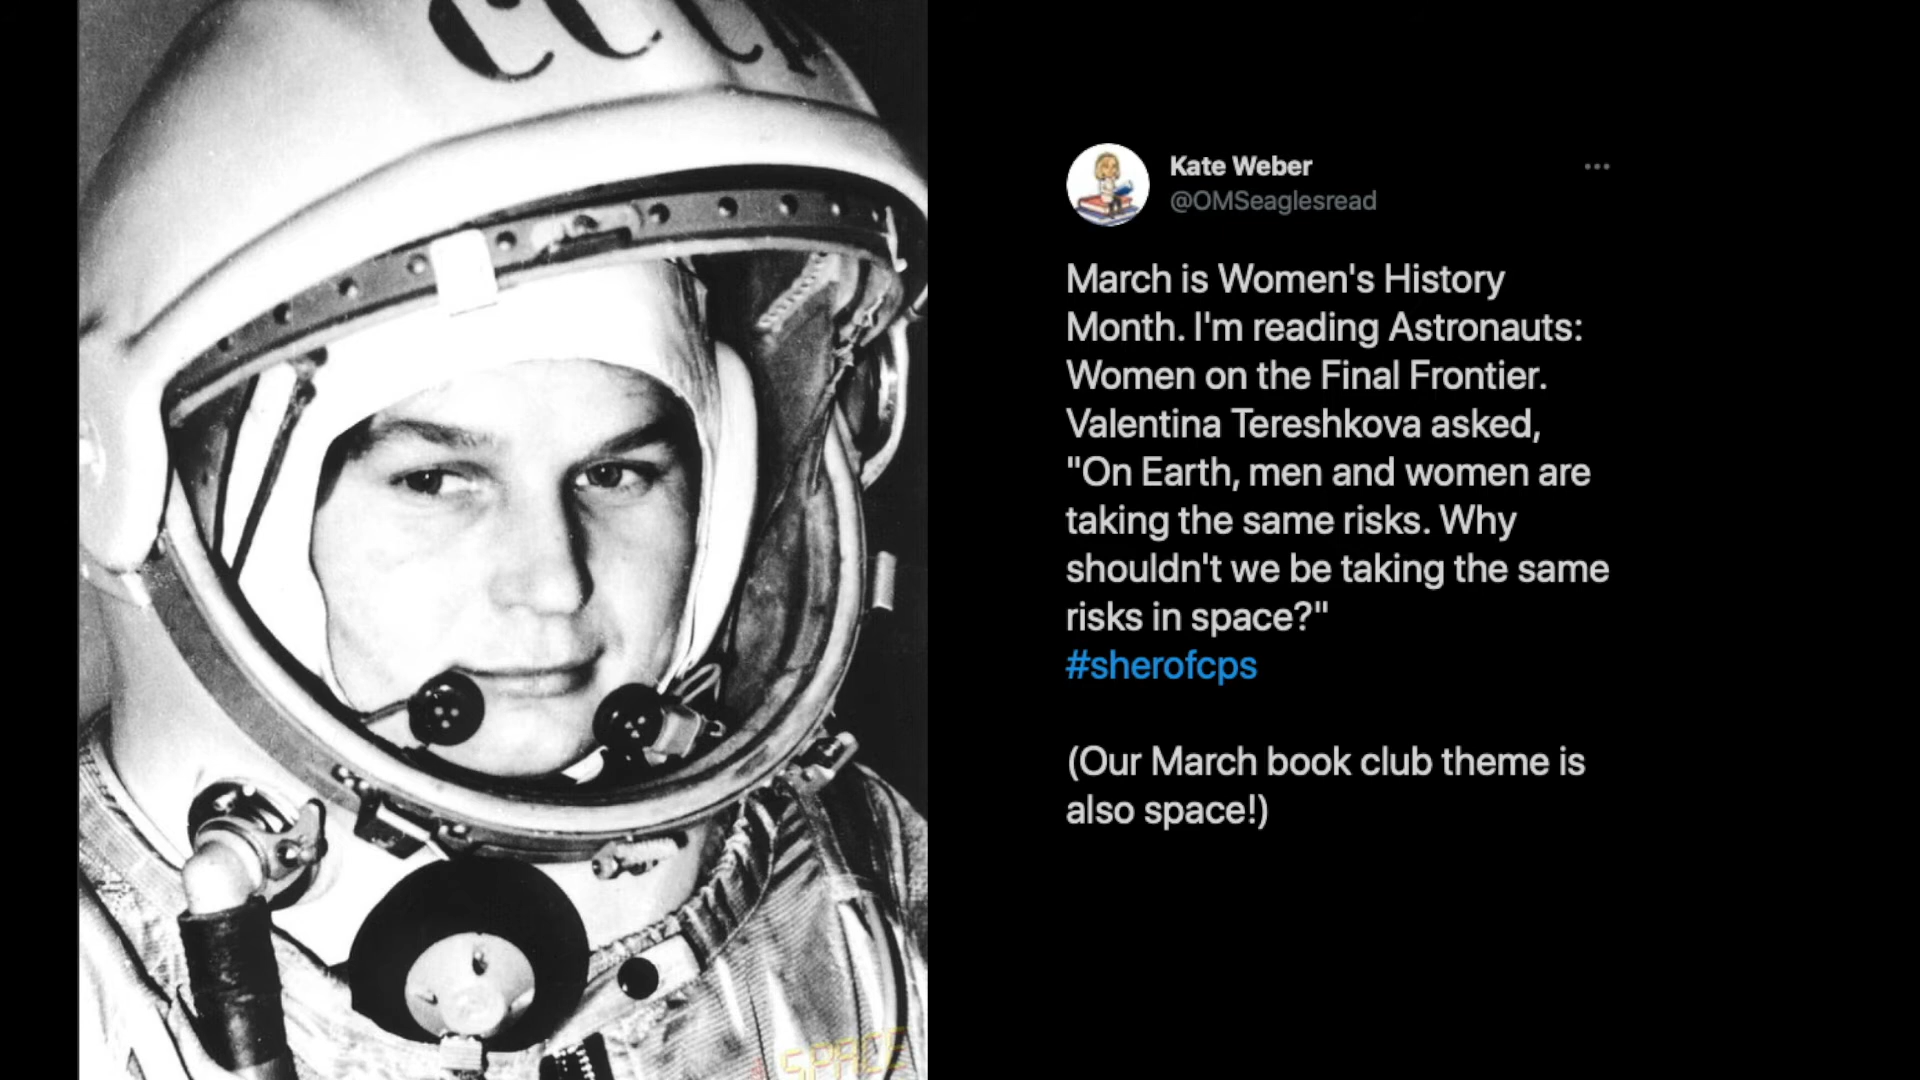 СССР
Kate Weber
@OMSeaglesread
March is Women's History
Month. I'm reading Astronauts:
Women on the Final Frontier.
Valentina Tereshkova asked,
"On Earth, men and women are
taking the same risks. Why
shouldn't we be taking the same
risks in space?"
#sherofcps
(Our March book club theme is
also space!)
SPACE